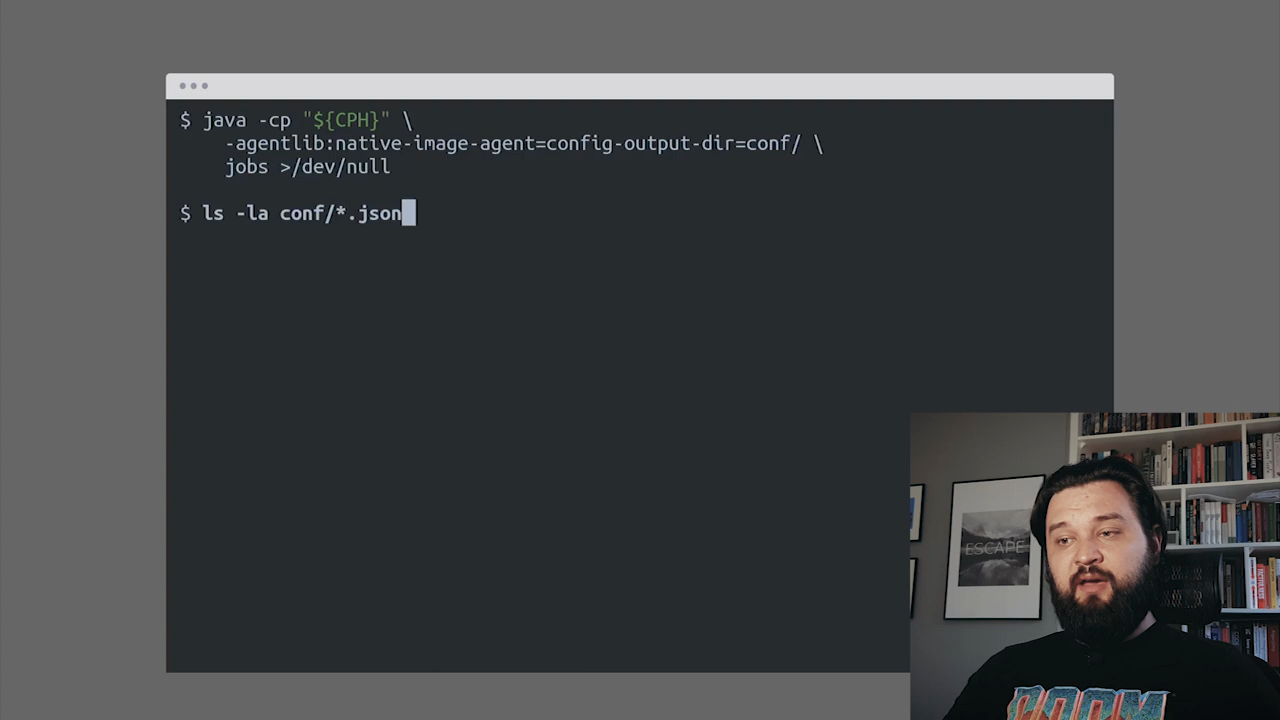 $ java -cp "${CPH}" \
-agentlib:native-image-agent=config-output-dir=conf/ \
jobs >/dev/null
$ ls -la conf/*.json
ESCAPE
DOOM